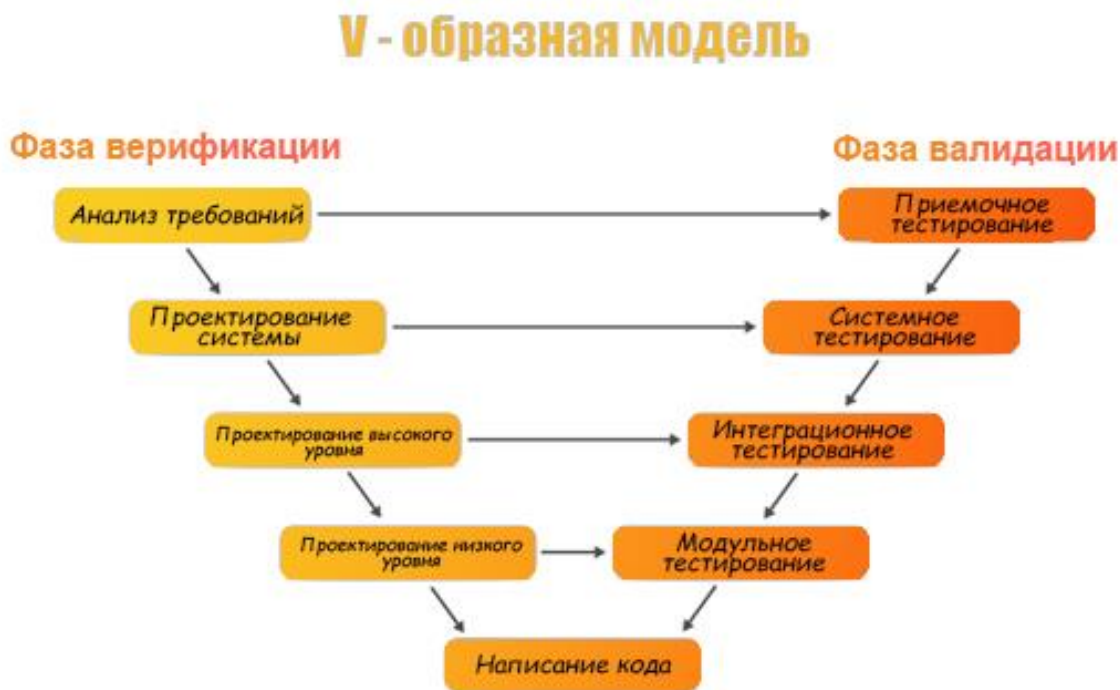 V - образная модель
Фаза верификации
Фаза валидации
Анализ требований
Приемочное
тестирование
Проектирование
системы
Системное
тестирование
Проектирование высокого
уровня
Интеграционное
тестирование
Проектирование низкого
уровня
Модульное
тестирование
Написание кода